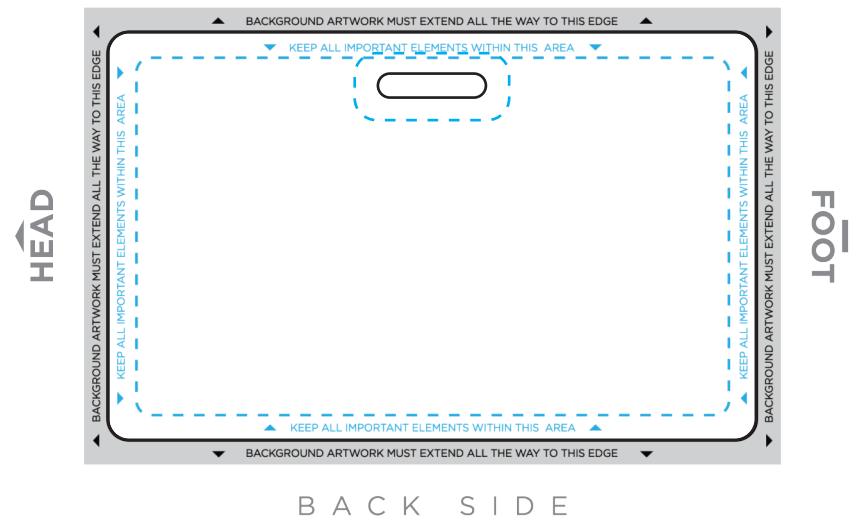 BACKGROUND ARTWORK MUST EXTEND ALL THE WAY TO THIS EDGE
KEEP ALL IMPORTANT ELEMENTS WITHIN THIS AREA
HEAD
BACKGROUND ARTWORK MUST EXTEND ALL THE WAY TO THIS EDGE
KEEP ALL IMPORTANT ELEMENTS WITHIN THIS AREA
KEEP ALL IMPORTANT ELEMENTS WITHIN THIS AREA
BACKGROUND ARTWORK MUST EXTEND ALL THE WAY TO THIS EDGE
FOOT
KEEP ALL IMPORTANT ELEMENTS WITHIN THIS AREA
BACKGROUND ARTWORK MUST EXTEND ALL THE WAY TO THIS EDGE
BACK SIDE